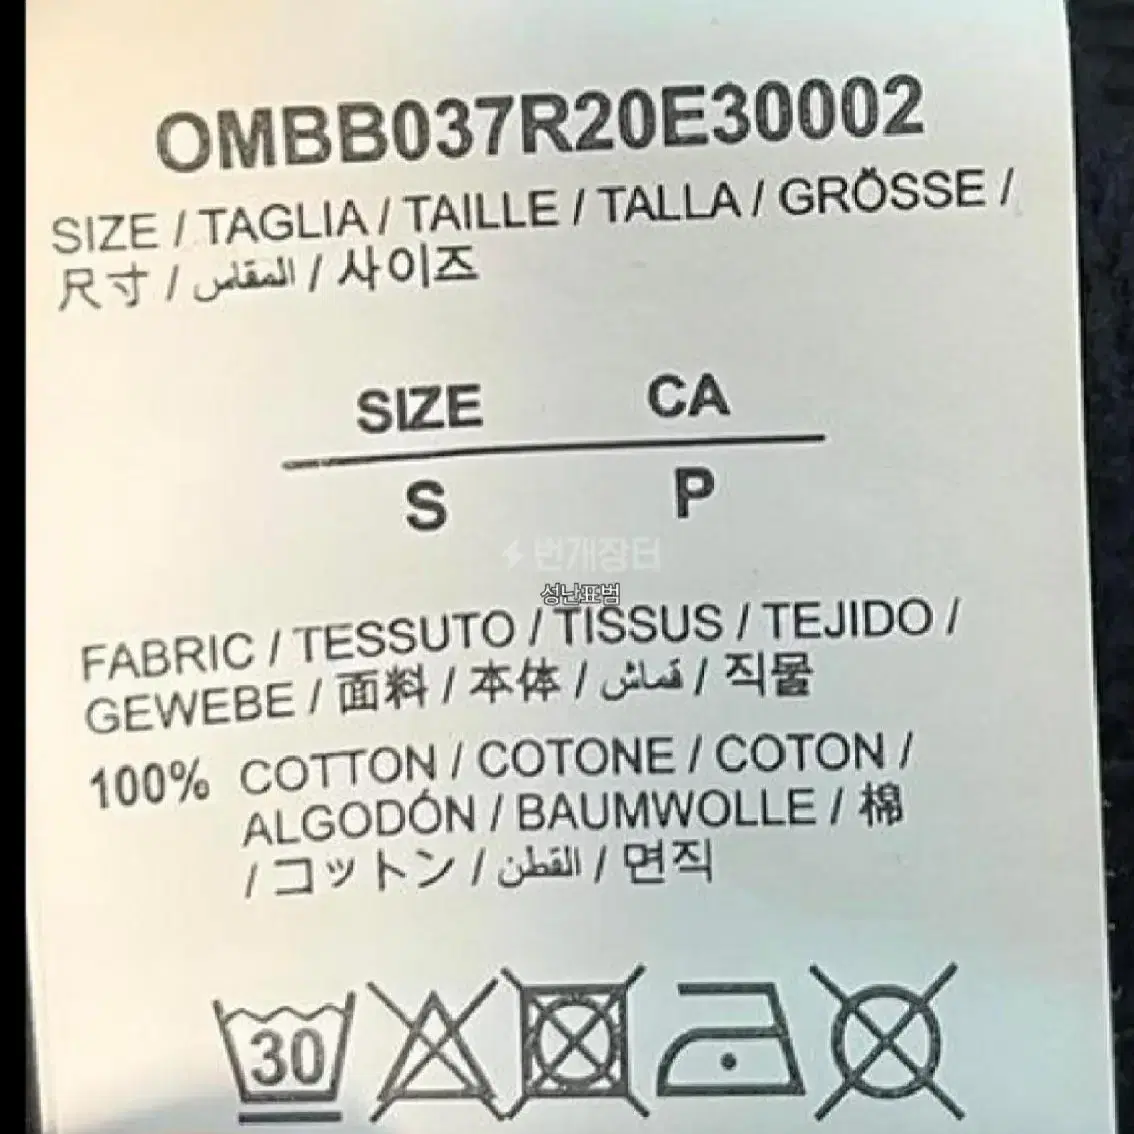 OMBB037R20E30002
SIZE / TAGLIA / TAILLE / TALLA / GRÖSSE /
尺寸 / المقاس / 사이즈
SIZE CA
S P
번개장터
성난표범
FABRIC / TESSUTO / TISSUS / TEJIDO /
GEWEBE / 面料 / 本体 / قماش / 직물
100% COTTON / COTONE / COTON /
ALGODÓN / BAUMWOLLE / 棉
/ コットン / القطن / 면직
30